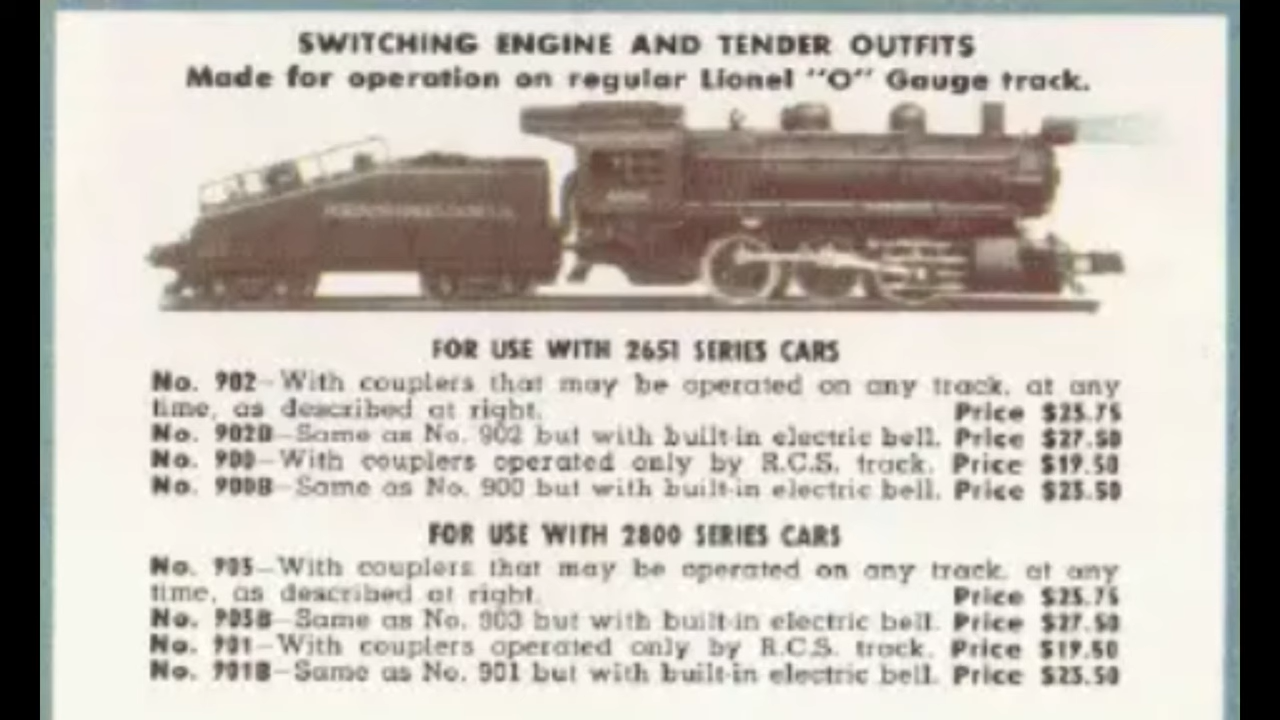 SWITCHING ENGINE AND TENDER OUTFITS
Made for operation on regular Lionel "O" Gauge track.
FOR USE WITH 2651 SERIES CARS
No. 902—With couplers that may be operated on any track, at any
time, as described at right. Price $25.75
No. 902B—Same as No. 902 but with built-in electric bell. Price $27.50
No. 900—With couplers operated only by R.C.S. track. Price $19.50
No. 900B—Same as No. 900 but with built-in electric bell. Price $23.50
FOR USE WITH 2800 SERIES CARS
With couplers that may be operated on any track, at any
time, as described at right. Price $25.75
Same as No. 903 but with built-in electric bell. Price $27.50
No. 901—With couplers operated only by R.C.S. track. Price $19.50
No. 901B—Same as No. 901 but with built-in electric bell. Price $23.50